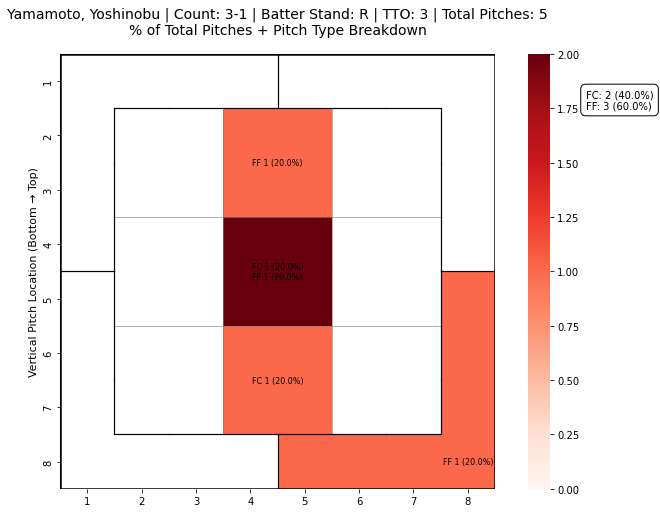 Yamamoto, Yoshinobu | Count: 3-1 | Batter Stand: R | TTO: 3 | Total Pitches: 5
% of Total Pitches + Pitch Type Breakdown
Vertical Pitch Location (Bottom → Top)
1
2
3
4
5
6
7
8
FF 1 (20.0%)
FC 1 (20.0%)
FF 1 (20.0%)
FC 1 (20.0%)
FF 1 (20.0%)
1 2 3 4 5 6 7 8
2.00
1.75
1.50
1.25
1.00
0.75
0.50
0.25
0.00
FC: 2 (40.0%)
FF: 3 (60.0%)